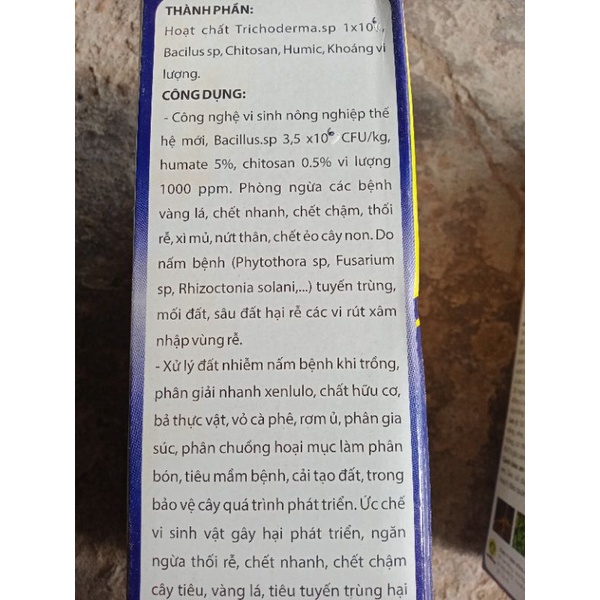 THÀNH PHẦN:
Hoạt chất Trichoderma.sp 1x10⁶,
Bacilus sp, Chitosan, Humic, Khoáng vi
lượng.
CÔNG DỤNG:
- Công nghệ vi sinh nông nghiệp thế
hệ mới, Bacillus.sp 3,5 x10⁶ CFU/kg,
humate 5%, chitosan 0.5% vi lượng
1000 ppm. Phòng ngừa các bệnh
vàng lá, chết nhanh, chết chậm, thối
rễ, xì mủ, nứt thân, chết ẻo cây non. Do
nấm bệnh (Phytothora sp, Fusarium
sp, Rhizoctonia solani,...) tuyến trùng,
mối đất, sâu đất hại rễ các vi rút xâm
nhập vùng rễ.
- Xử lý đất nhiễm nấm bệnh khi trồng,
phân giải nhanh xenlulo, chất hữu cơ,
bả thực vật, vỏ cà phê, rơm ủ, phân gia
súc, phân chuồng hoại mục làm phân
bón, tiêu mầm bệnh, cải tạo đất, trong
bảo vệ cây quá trình phát triển. Ức chế
vi sinh vật gây hại phát triển, ngăn
ngừa thối rễ, chết nhanh, chết chậm
cây tiêu, vàng lá, tiêu tuyến trùng hại